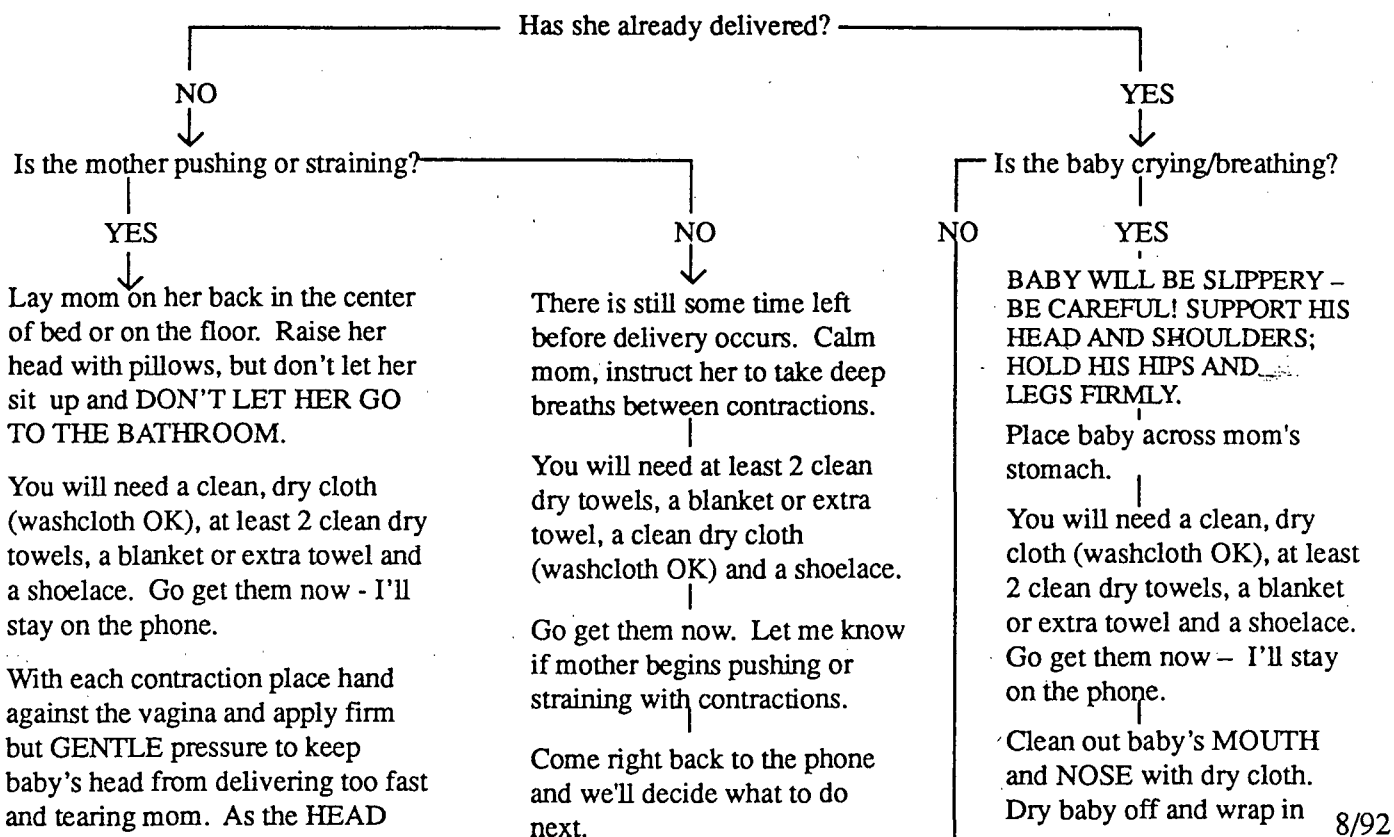 Has she already delivered?
NO
YES
Is the mother pushing or straining?
Is the baby crying/breathing?
YES
NO
NO
YES
Lay mom on her back in the center
of bed or on the floor. Raise her
head with pillows, but don't let her
sit up and DON'T LET HER GO
TO THE BATHROOM.
You will need a clean, dry cloth
(washcloth OK), at least 2 clean dry
towels, a blanket or extra towel and
a shoelace. Go get them now - I'll
stay on the phone.
With each contraction place hand
against the vagina and apply firm
but GENTLE pressure to keep
baby's head from delivering too fast
and tearing mom. As the HEAD
There is still some time left
before delivery occurs. Calm
mom, instruct her to take deep
breaths between contractions.
You will need at least 2 clean
dry towels, a blanket or extra
towel, a clean dry cloth
(washcloth OK) and a shoelace.
Go get them now. Let me know
if mother begins pushing or
straining with contractions.
Come right back to the phone
and we'll decide what to do
next.
BABY WILL BE SLIPPERY –
BE CAREFUL! SUPPORT HIS
HEAD AND SHOULDERS;
HOLD HIS HIPS AND
LEGS FIRMLY.
Place baby across mom's
stomach.
You will need a clean, dry
cloth (washcloth OK), at least
2 clean dry towels, a blanket
or extra towel and a shoelace.
Go get them now – I'll stay
on the phone.
Clean out baby's MOUTH
and NOSE with dry cloth.
Dry baby off and wrap in
8/92